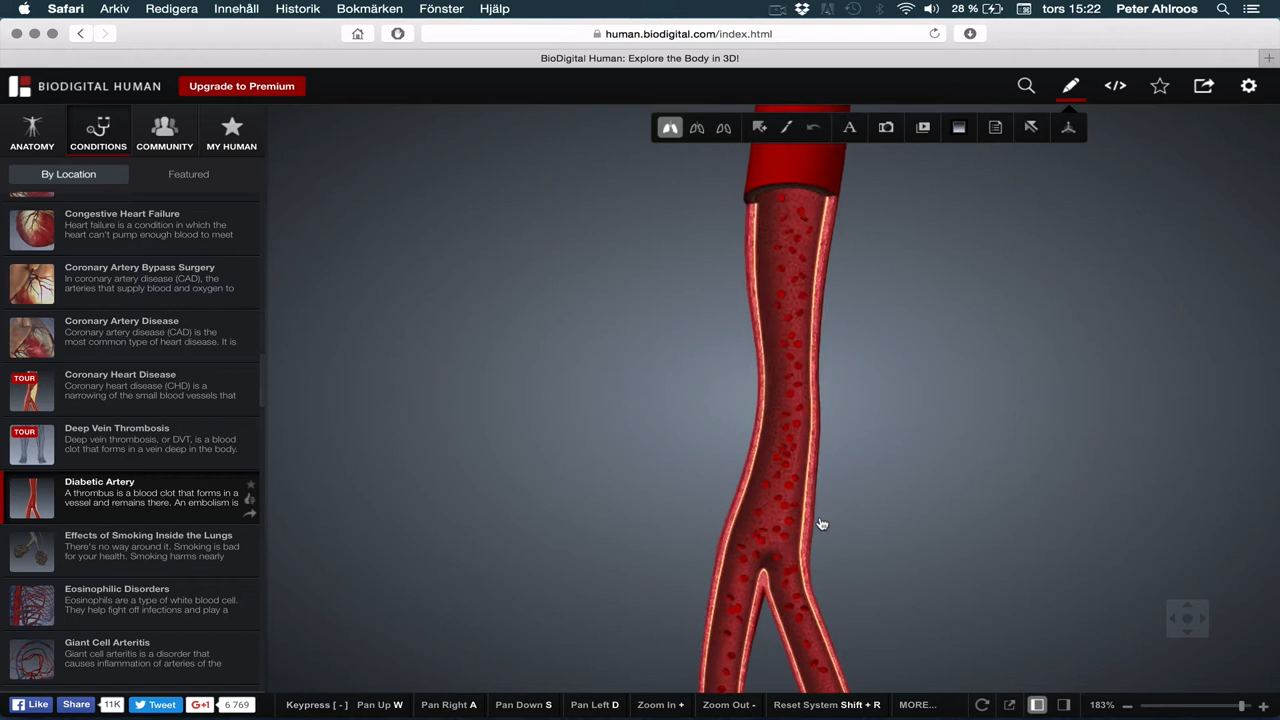 Safari Arkiv Redigera Innehåll Historik Bokmärken Fönster Hjälp 28 % tors 15:22 Peter Ahlroos
human.biodigital.com/index.html
BioDigital Human: Explore the Body in 3D!
BIODIGITAL HUMAN Upgrade to Premium
ANATOMY CONDITIONS COMMUNITY MY HUMAN
By Location Featured
Congestive Heart Failure
Heart failure is a condition in which the
heart can't pump enough blood to meet
Coronary Artery Bypass Surgery
In coronary artery disease (CAD), the
arteries that supply blood and oxygen to
Coronary Artery Disease
Coronary artery disease (CAD) is the
most common type of heart disease. It is
TOUR
Coronary Heart Disease
Coronary heart disease (CHD) is a
narrowing of the small blood vessels that
TOUR
Deep Vein Thrombosis
Deep vein thrombosis, or DVT, is a blood
clot that forms in a vein deep in the body.
Diabetic Artery
A thrombus is a blood clot that forms in a
vessel and remains there. An embolism is
Effects of Smoking Inside the Lungs
There's no way around it. Smoking is bad
for your health. Smoking harms nearly
Eosinophilic Disorders
Eosinophils are a type of white blood cell.
They help fight off infections and play a
Giant Cell Arteritis
Giant cell arteritis is a disorder that
causes inflammation of arteries of the
Like Share 11K Tweet G+1 6 769 Keypress [ - ] Pan Up W Pan Right A Pan Down S Pan Left D Zoom In + Zoom Out - Reset System Shift + R MORE... 183%